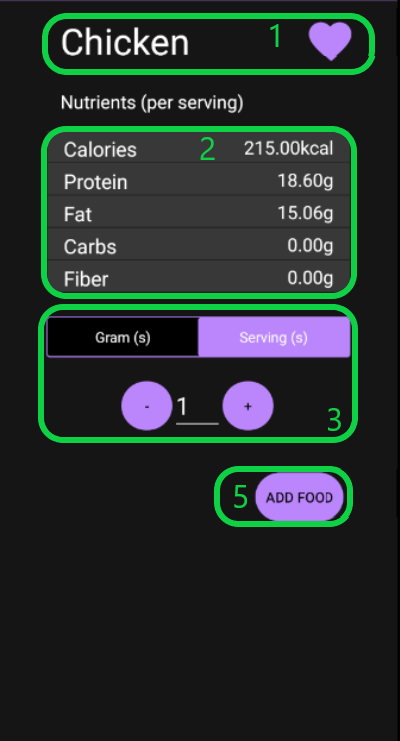 Chicken 1
Nutrients (per serving)
2
Calories 215.00kcal
Protein 18.60g
Fat 15.06g
Carbs 0.00g
Fiber 0.00g
Gram (s) Serving (s)
- 1 +
3
5 ADD FOOD